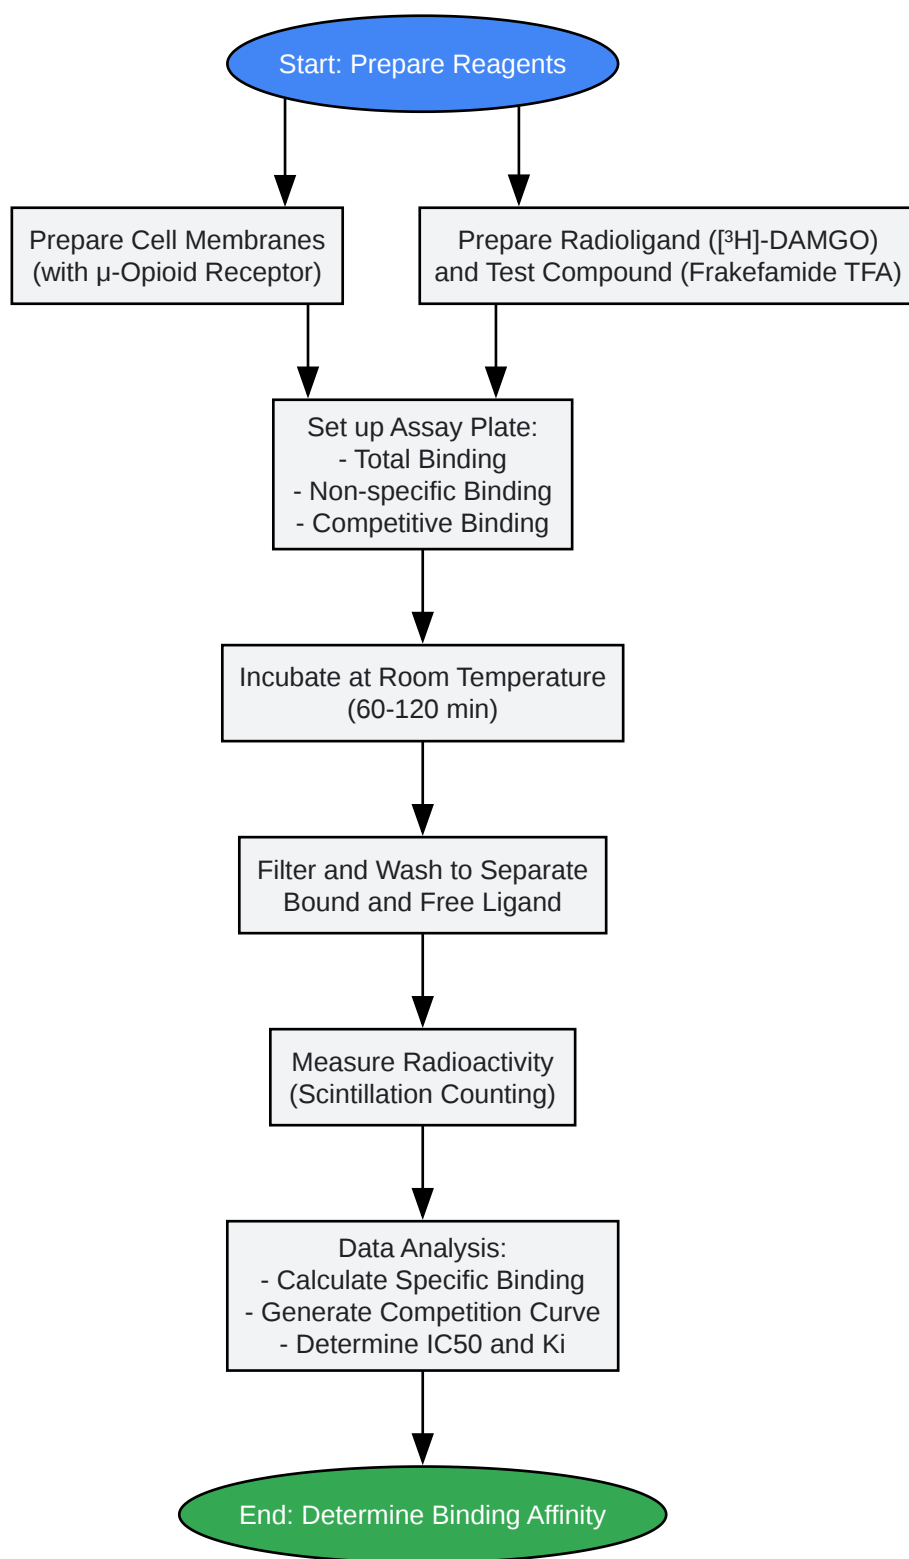 Start: Prepare Reagents
Prepare Cell Membranes
(with μ-Opioid Receptor)
Prepare Radioligand ([³H]-DAMGO)
and Test Compound (Frakefamide TFA)
Set up Assay Plate:
- Total Binding
- Non-specific Binding
- Competitive Binding
Incubate at Room Temperature
(60-120 min)
Filter and Wash to Separate
Bound and Free Ligand
Measure Radioactivity
(Scintillation Counting)
Data Analysis:
- Calculate Specific Binding
- Generate Competition Curve
- Determine IC50 and Ki
End: Determine Binding Affinity